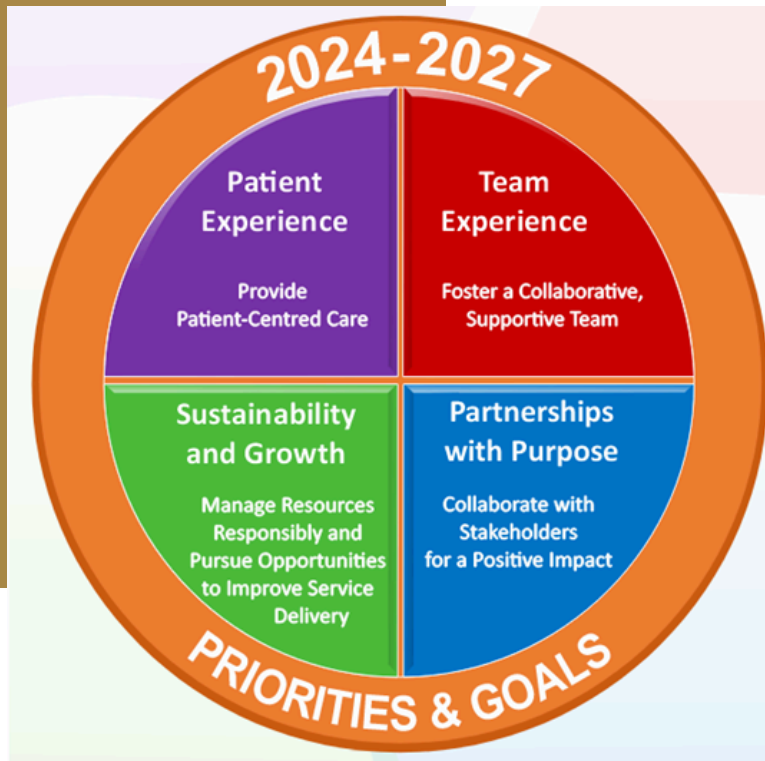 2024-2027
Patient
Experience
Provide
Patient-Centred Care
Team
Experience
Foster a Collaborative,
Supportive Team
Sustainability
and Growth
Manage Resources
Responsibly and
Pursue Opportunities
to Improve Service
Delivery
Partnerships
with Purpose
Collaborate with
Stakeholders
for a Positive Impact
PRIORITIES & GOALS